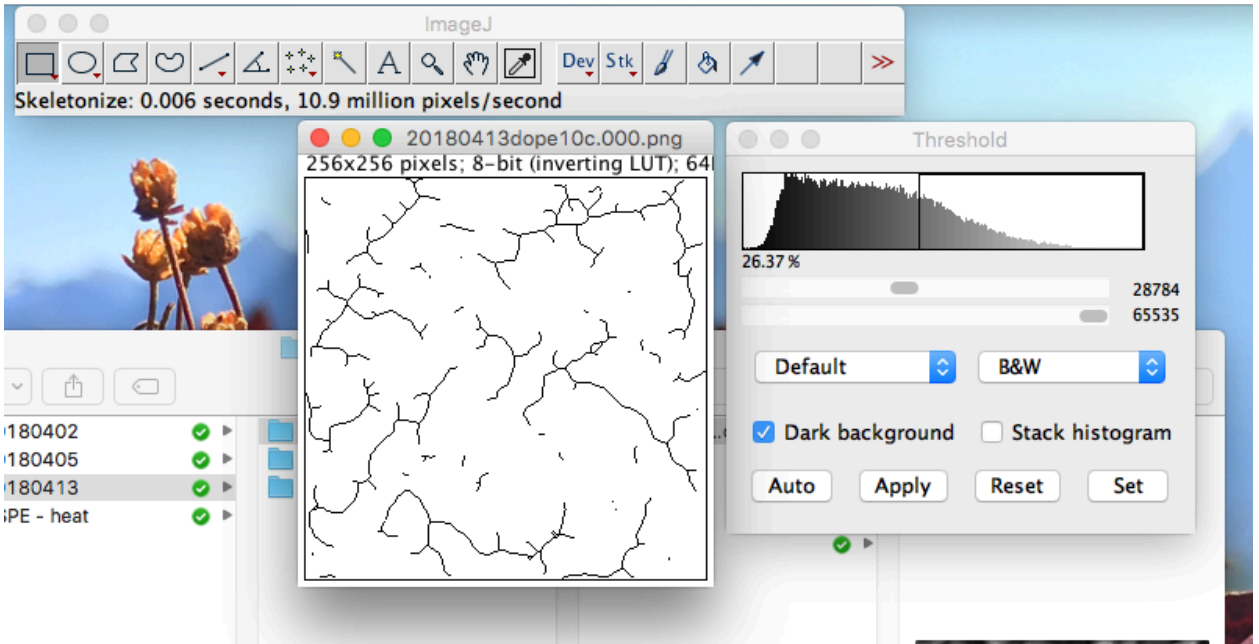 ImageJ
A Dev Stk >>
Skeletonize: 0.006 seconds, 10.9 million pixels/second
20180413dope10c.000.png
256x256 pixels; 8-bit (inverting LUT); 64
Threshold
26.37 %
28784
65535
Default B&W
Dark background Stack histogram
Auto Apply Reset Set
180402
180405
180413
SPE - heat